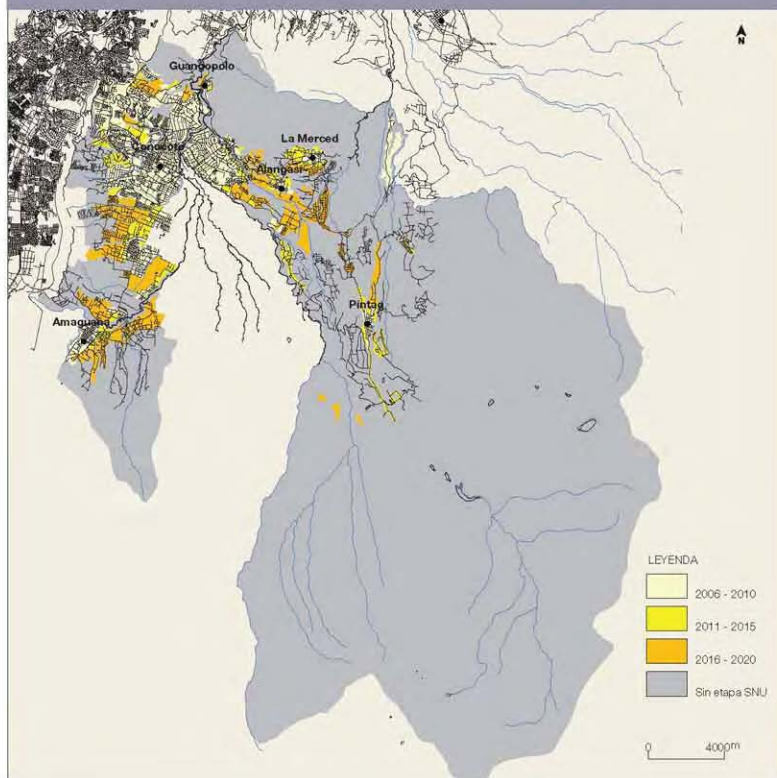 N
Guangopolo
La Merced
Conocoto
Alangasí
Pintag
Amaguaña
LEYENDA
2006 - 2010
2011 - 2015
2016 - 2020
Sin etapa SNU
0 4000m